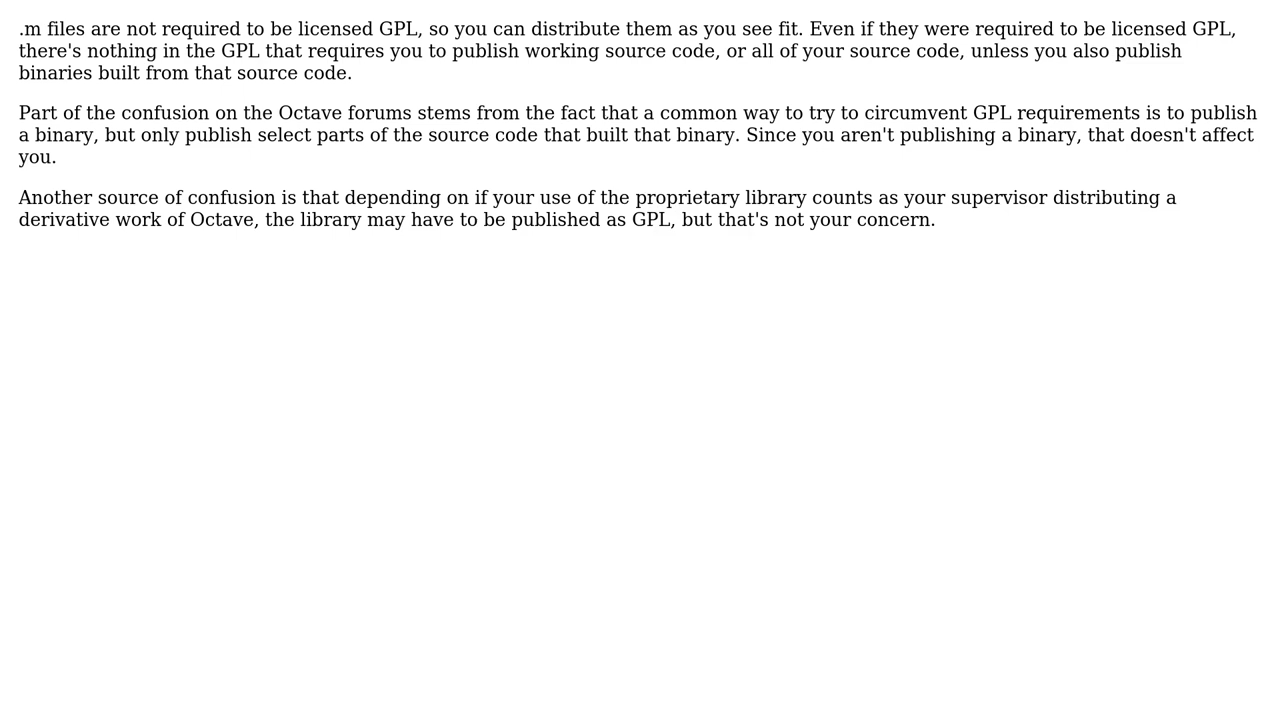 .m files are not required to be licensed GPL, so you can distribute them as you see fit. Even if they were required to be licensed GPL,
there's nothing in the GPL that requires you to publish working source code, or all of your source code, unless you also publish
binaries built from that source code.
Part of the confusion on the Octave forums stems from the fact that a common way to try to circumvent GPL requirements is to publish
a binary, but only publish select parts of the source code that built that binary. Since you aren't publishing a binary, that doesn't affect
you.
Another source of confusion is that depending on if your use of the proprietary library counts as your supervisor distributing a
derivative work of Octave, the library may have to be published as GPL, but that's not your concern.